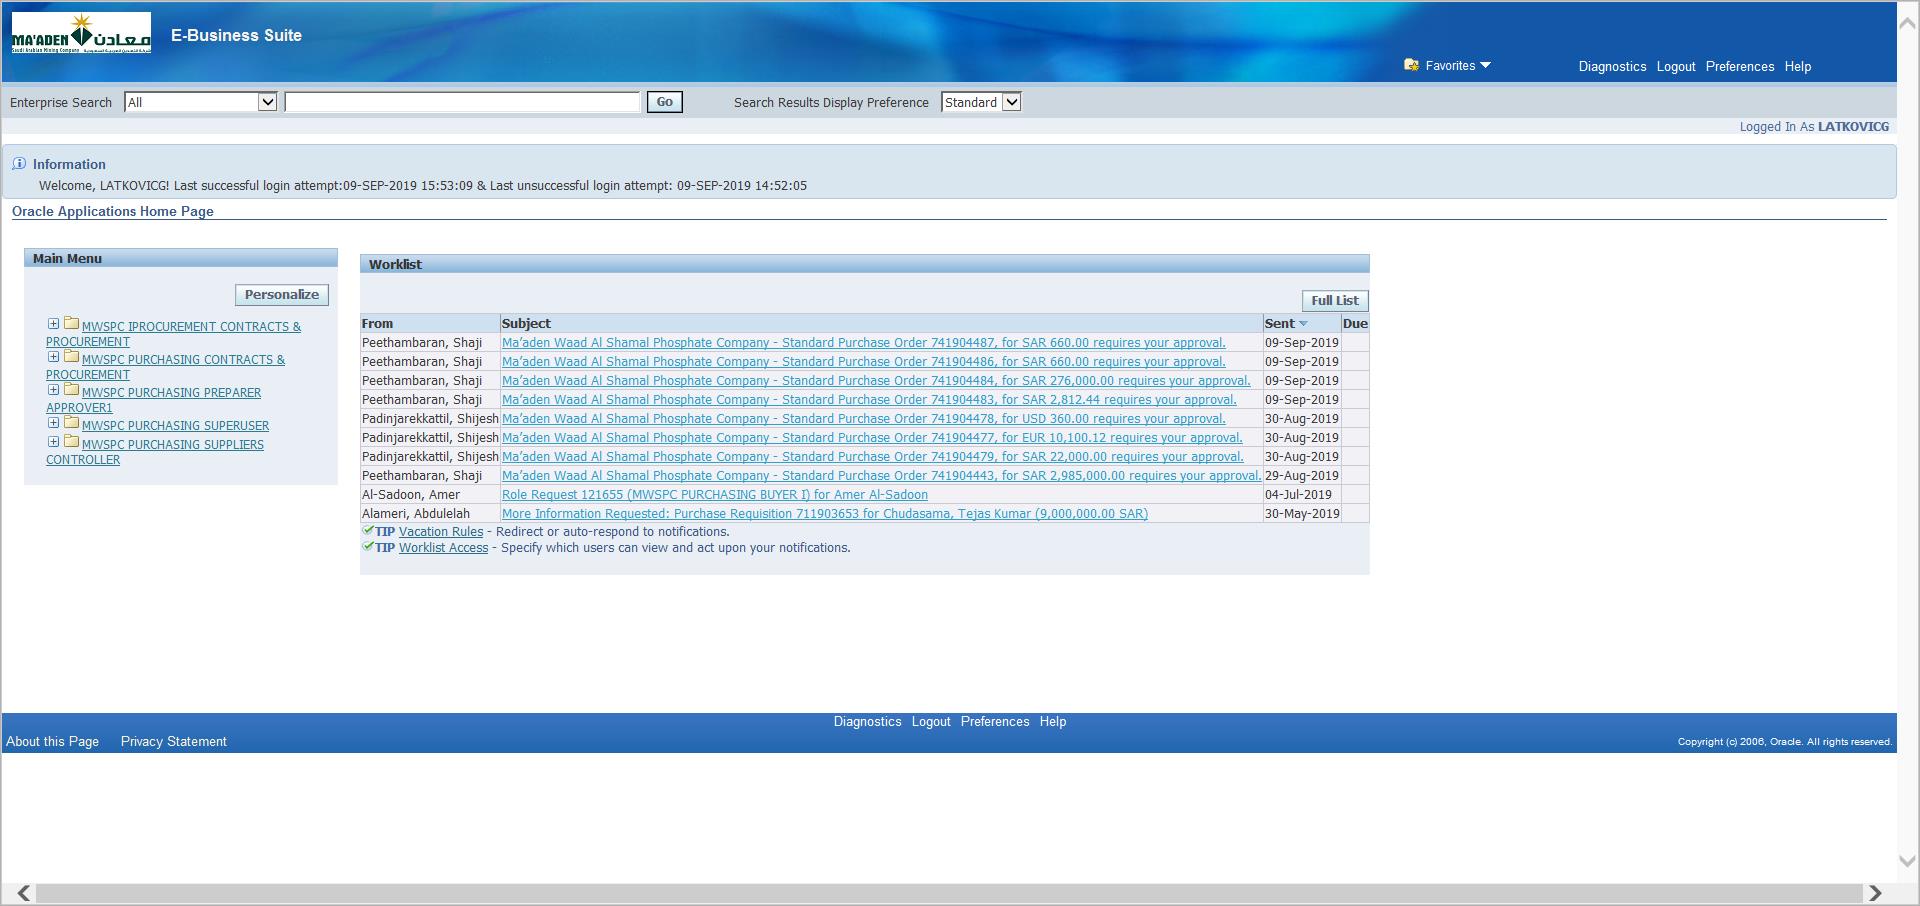 MA'ADEN معادن
Saudi Arabian Mining Company
E-Business Suite
Favorites
Diagnostics Logout Preferences Help
Enterprise Search All Go Search Results Display Preference Standard
Logged In As LATKOVICG
Information
Welcome, LATKOVICG! Last successful login attempt:09-SEP-2019 15:53:09 & Last unsuccessful login attempt: 09-SEP-2019 14:52:05
Oracle Applications Home Page
Main Menu
Personalize
MWSPC IPROCUREMENT CONTRACTS &
PROCUREMENT
MWSPC PURCHASING CONTRACTS &
PROCUREMENT
MWSPC PURCHASING PREPARER
APPROVER1
MWSPC PURCHASING SUPERUSER
MWSPC PURCHASING SUPPLIERS
CONTROLLER
Worklist
Full List
From Subject Sent Due
Peethambaran, Shaji Ma'aden Waad Al Shamal Phosphate Company - Standard Purchase Order 741904487, for SAR 660.00 requires your approval. 09-Sep-2019
Peethambaran, Shaji Ma'aden Waad Al Shamal Phosphate Company - Standard Purchase Order 741904486, for SAR 660.00 requires your approval. 09-Sep-2019
Peethambaran, Shaji Ma'aden Waad Al Shamal Phosphate Company - Standard Purchase Order 741904484, for SAR 276,000.00 requires your approval. 09-Sep-2019
Peethambaran, Shaji Ma'aden Waad Al Shamal Phosphate Company - Standard Purchase Order 741904483, for SAR 2,812.44 requires your approval. 09-Sep-2019
Padinjarekkattil, Shijesh Ma'aden Waad Al Shamal Phosphate Company - Standard Purchase Order 741904478, for USD 360.00 requires your approval. 30-Aug-2019
Padinjarekkattil, Shijesh Ma'aden Waad Al Shamal Phosphate Company - Standard Purchase Order 741904477, for EUR 10,100.12 requires your approval. 30-Aug-2019
Padinjarekkattil, Shijesh Ma'aden Waad Al Shamal Phosphate Company - Standard Purchase Order 741904479, for SAR 22,000.00 requires your approval. 30-Aug-2019
Peethambaran, Shaji Ma'aden Waad Al Shamal Phosphate Company - Standard Purchase Order 741904443, for SAR 2,985,000.00 requires your approval. 29-Aug-2019
Al-Sadoon, Amer Role Request 121655 (MWSPC PURCHASING BUYER I) for Amer Al-Sadoon 04-Jul-2019
Alameri, Abdulelah More Information Requested: Purchase Requisition 711903653 for Chudasama, Tejas Kumar (9,000,000.00 SAR) 30-May-2019
TIP Vacation Rules - Redirect or auto-respond to notifications.
TIP Worklist Access - Specify which users can view and act upon your notifications.
Diagnostics Logout Preferences Help
About this Page Privacy Statement
Copyright (c) 2006, Oracle. All rights reserved.